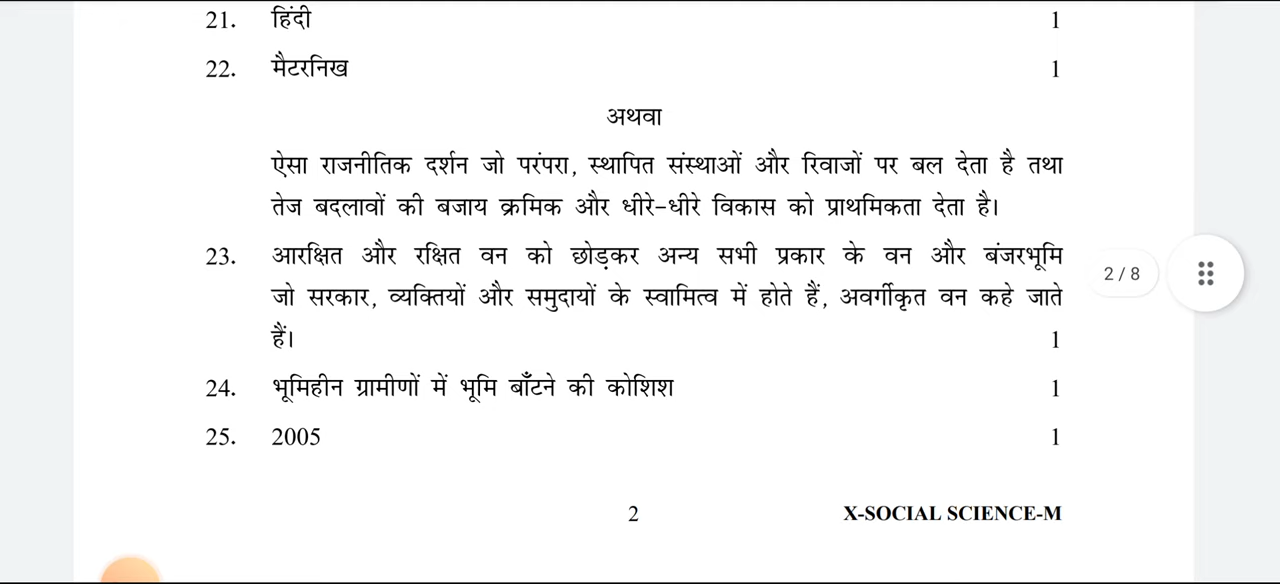 21. हिंदी 1
22. मैटरनिख 1
अथवा
ऐसा राजनीतिक दर्शन जो परंपरा, स्थापित संस्थाओं और रिवाजों पर बल देता है तथा
तेज बदलावों की बजाय क्रमिक और धीरे-धीरे विकास को प्राथमिकता देता है।
23. आरक्षित और रक्षित वन को छोड़कर अन्य सभी प्रकार के वन और बंजरभूमि
जो सरकार, व्यक्तियों और समुदायों के स्वामित्व में होते हैं, अवर्गीकृत वन कहे जाते
हैं। 1
2 / 8
24. भूमिहीन ग्रामीणों में भूमि बाँटने की कोशिश 1
25. 2005 1
2 X-SOCIAL SCIENCE-M